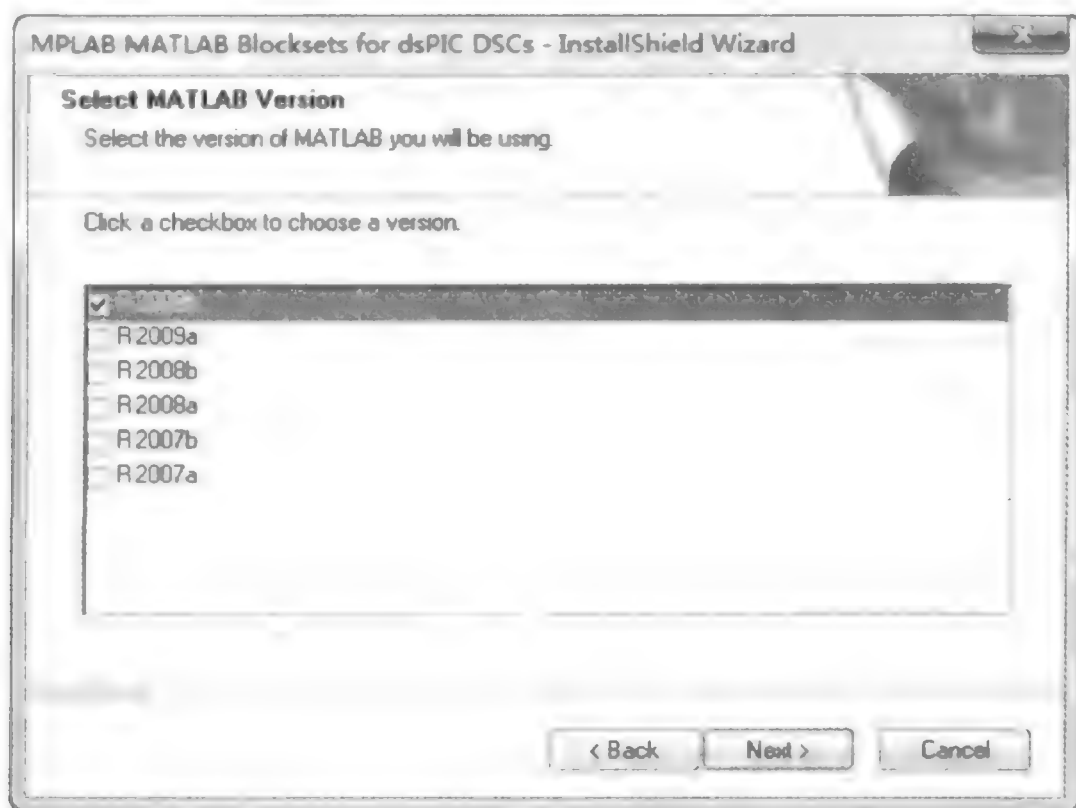 MPLAB MATLAB Blocksets for dsPIC DSCs - InstallShield Wizard
Select MATLAB Version
Select the version of MATLAB you will be using.
Click a checkbox to choose a version.
R2009a
R2008b
R2008a
R2007b
R2007a
< Back Next > Cancel